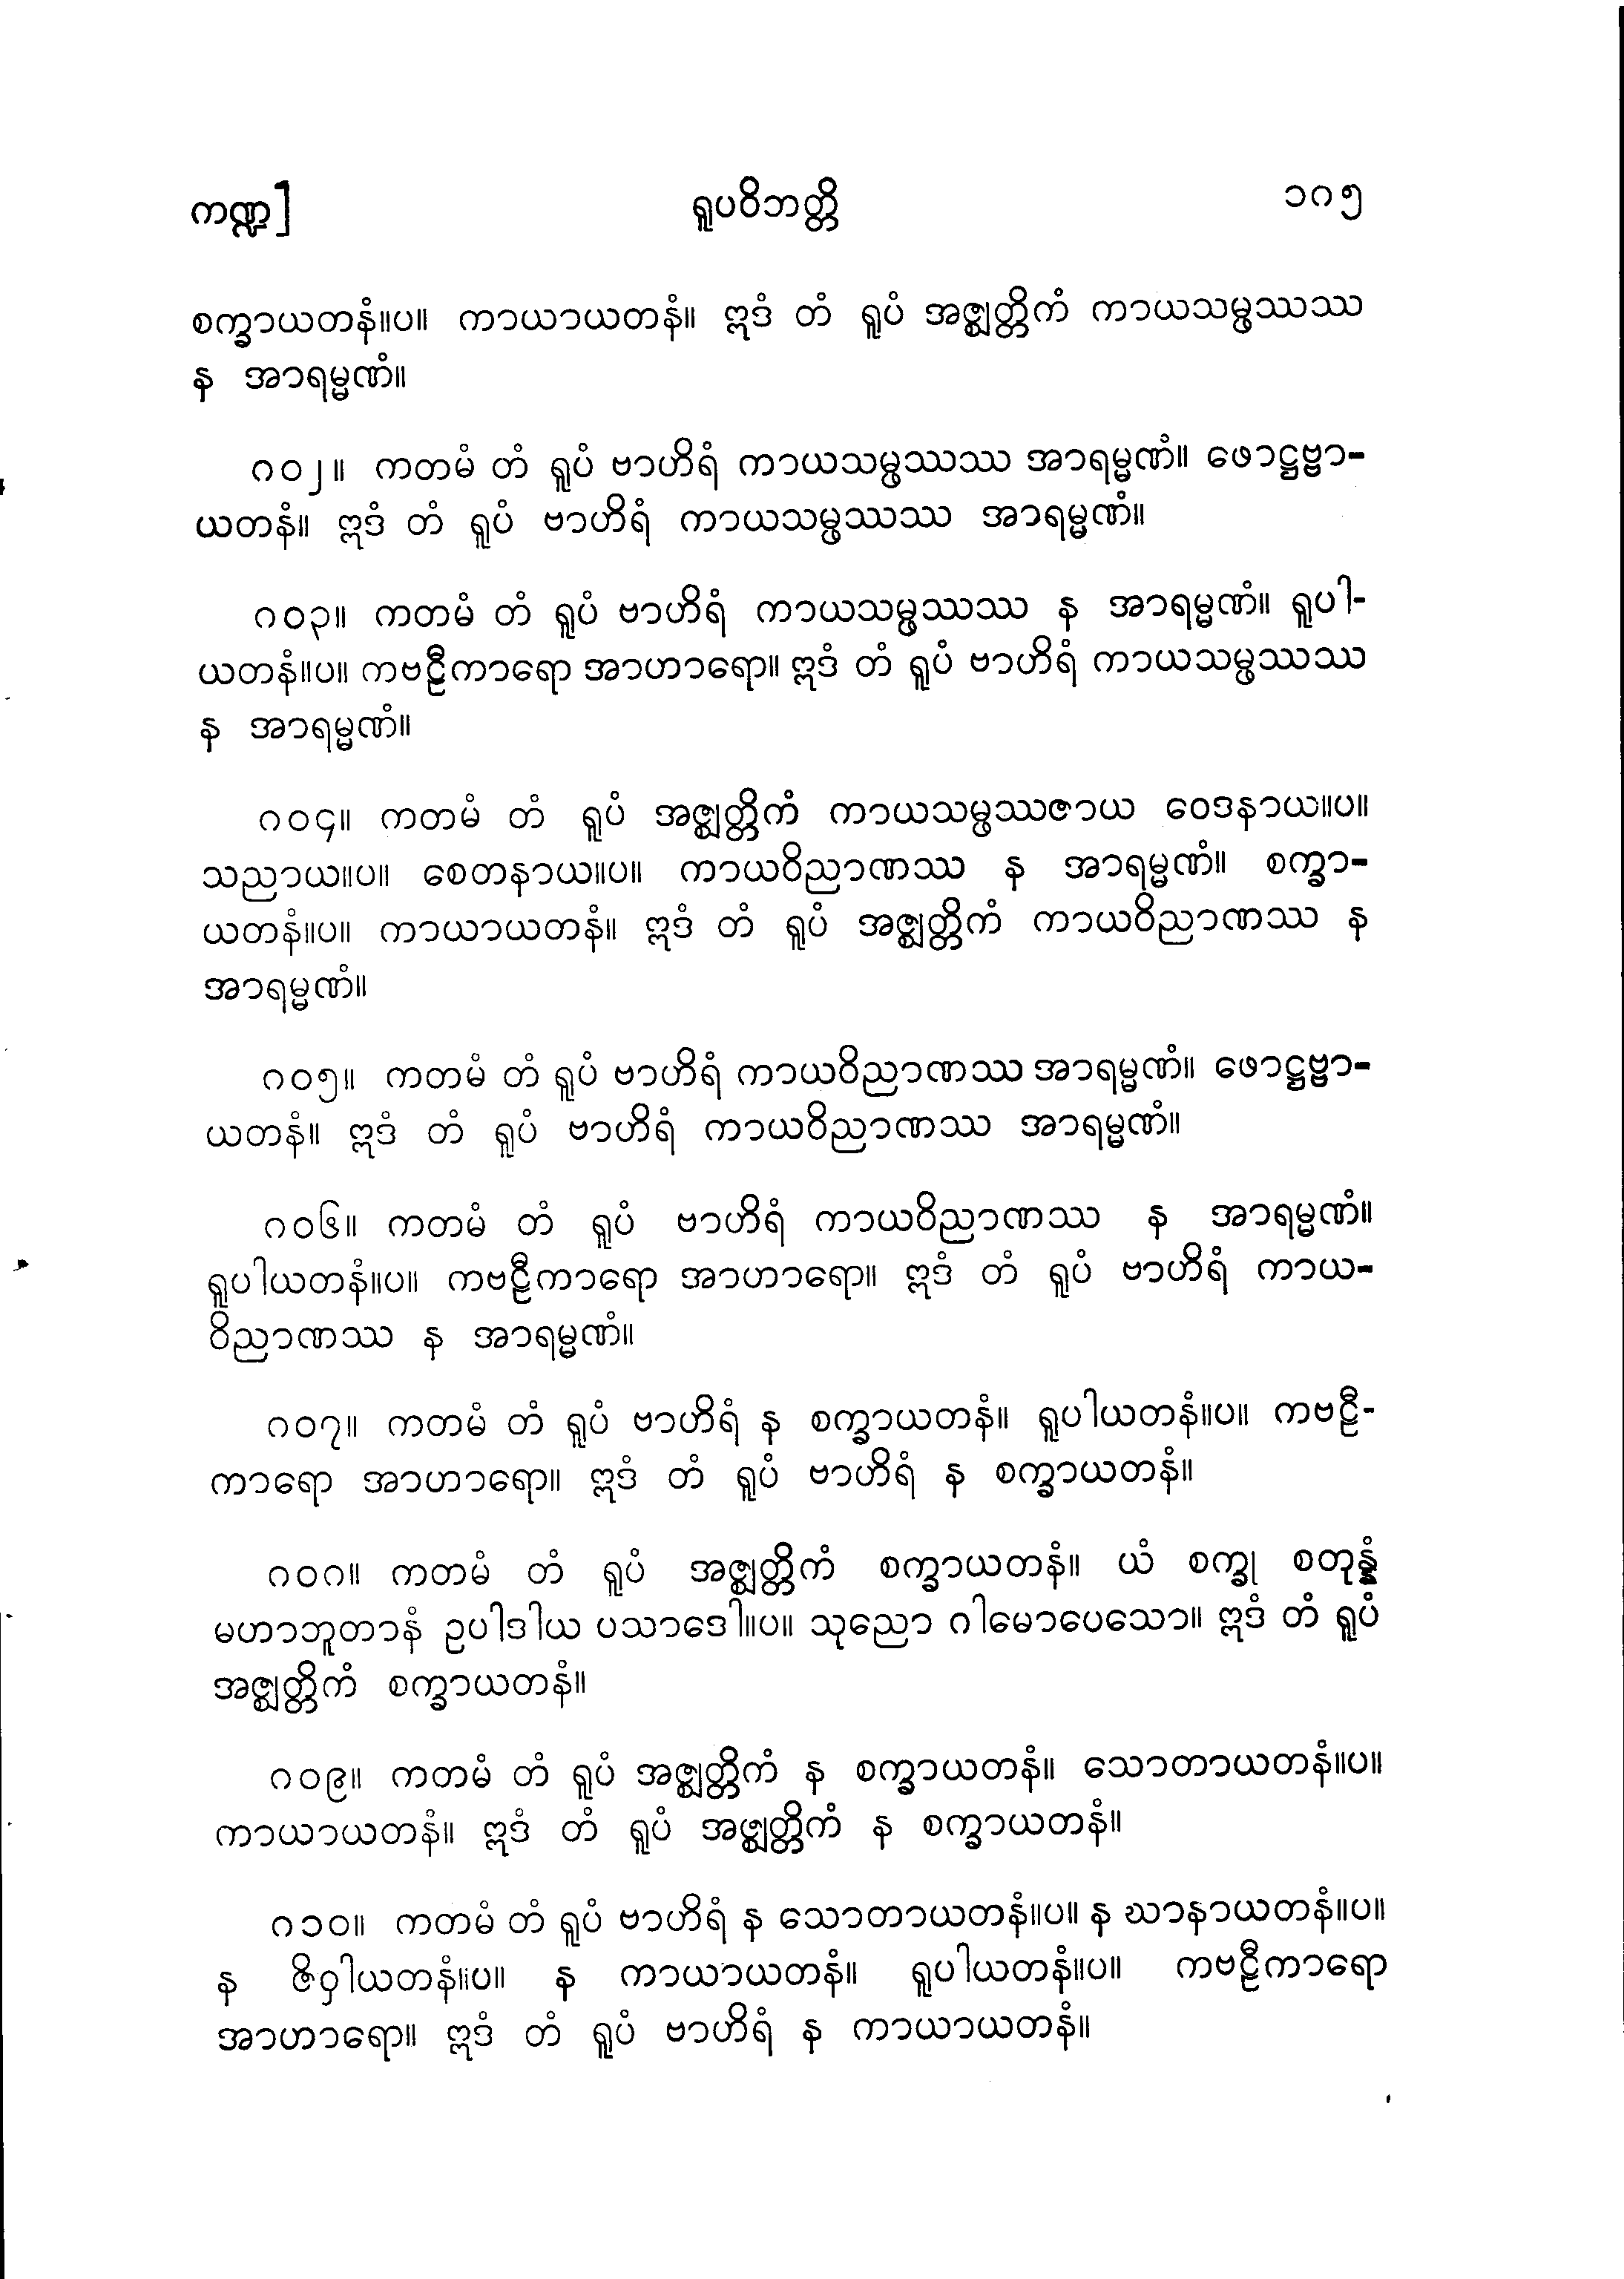 ကဏ္ဍ] ရူပဝိဘတ္တိ ၁၈၅
စက္ခာယတနံ။ပ။ ကာယာယတနံ။ ဣဒံ တံ ရူပံ အဇ္ဈတ္တိကံ ကာယသမ္ဖဿဿ
န အာရမ္မဏံ။
၈၀၂။ ကတမံ တံ ရူပံ ဗာဟိရံ ကာယသမ္ဖဿဿ အာရမ္မဏံ။ ဖောဋ္ဌဗ္ဗာ-
ယတနံ။ ဣဒံ တံ ရူပံ ဗာဟိရံ ကာယသမ္ဖဿဿ အာရမ္မဏံ။
၈၀၃။ ကတမံ တံ ရူပံ ဗာဟိရံ ကာယသမ္ဖဿဿ န အာရမ္မဏံ။ ရူပါ-
ယတနံ။ပ။ ကဗဠီကာရော အာဟာရော။ ဣဒံ တံ ရူပံ ဗာဟိရံ ကာယသမ္ဖဿဿ
န အာရမ္မဏံ။
၈၀၄။ ကတမံ တံ ရူပံ အဇ္ဈတ္တိကံ ကာယသမ္ဖဿဇာယ ဝေဒနာယ။ပ။
သညာယ။ပ။ စေတနာယ။ပ။ ကာယဝိညာဏဿ န အာရမ္မဏံ။ စက္ခာ-
ယတနံ။ပ။ ကာယာယတနံ။ ဣဒံ တံ ရူပံ အဇ္ဈတ္တိကံ ကာယဝိညာဏဿ န
အာရမ္မဏံ။
၈၀၅။ ကတမံ တံ ရူပံ ဗာဟိရံ ကာယဝိညာဏဿ အာရမ္မဏံ။ ဖောဋ္ဌဗ္ဗာ-
ယတနံ။ ဣဒံ တံ ရူပံ ဗာဟိရံ ကာယဝိညာဏဿ အာရမ္မဏံ။
၈၀၆။ ကတမံ တံ ရူပံ ဗာဟိရံ ကာယဝိညာဏဿ န အာရမ္မဏံ။
ရူပါယတနံ။ပ။ ကဗဠီကာရော အာဟာရော။ ဣဒံ တံ ရူပံ ဗာဟိရံ ကာယ-
ဝိညာဏဿ န အာရမ္မဏံ။
၈၀၇။ ကတမံ တံ ရူပံ ဗာဟိရံ န စက္ခာယတနံ။ ရူပါယတနံ။ပ။ ကဗဠီ-
ကာရော အာဟာရော။ ဣဒံ တံ ရူပံ ဗာဟိရံ န စက္ခာယတနံ။
၈၀၈။ ကတမံ တံ ရူပံ အဇ္ဈတ္တိကံ စက္ခာယတနံ။ ယံ စက္ခု စတုန္နံ
မဟာဘူတာနံ ဥပါဒါယ ပသာဒေါ။ပ။ သုညော ဂါမောပေသော။ ဣဒံ တံ ရူပံ
အဇ္ဈတ္တိကံ စက္ခာယတနံ။
၈၀၉။ ကတမံ တံ ရူပံ အဇ္ဈတ္တိကံ န စက္ခာယတနံ။ သောတာယတနံ။ပ။
ကာယာယတနံ။ ဣဒံ တံ ရူပံ အဇ္ဈတ္တိကံ န စက္ခာယတနံ။
၈၁၀။ ကတမံ တံ ရူပံ ဗာဟိရံ န သောတာယတနံ။ပ။ န ဃာနာယတနံ။ပ။
န ဇိဝှါယတနံ။ပ။ န ကာယာယတနံ။ ရူပါယတနံ။ပ။ ကဗဠီကာရော
အာဟာရော။ ဣဒံ တံ ရူပံ ဗာဟိရံ န ကာယာယတနံ။